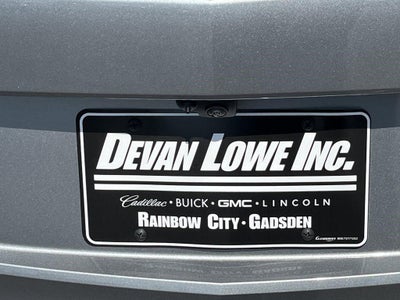 DEVAN LOWE INC.
Cadillac · BUICK · GMC · LINCOLN
RAINBOW CITY · GADSDEN